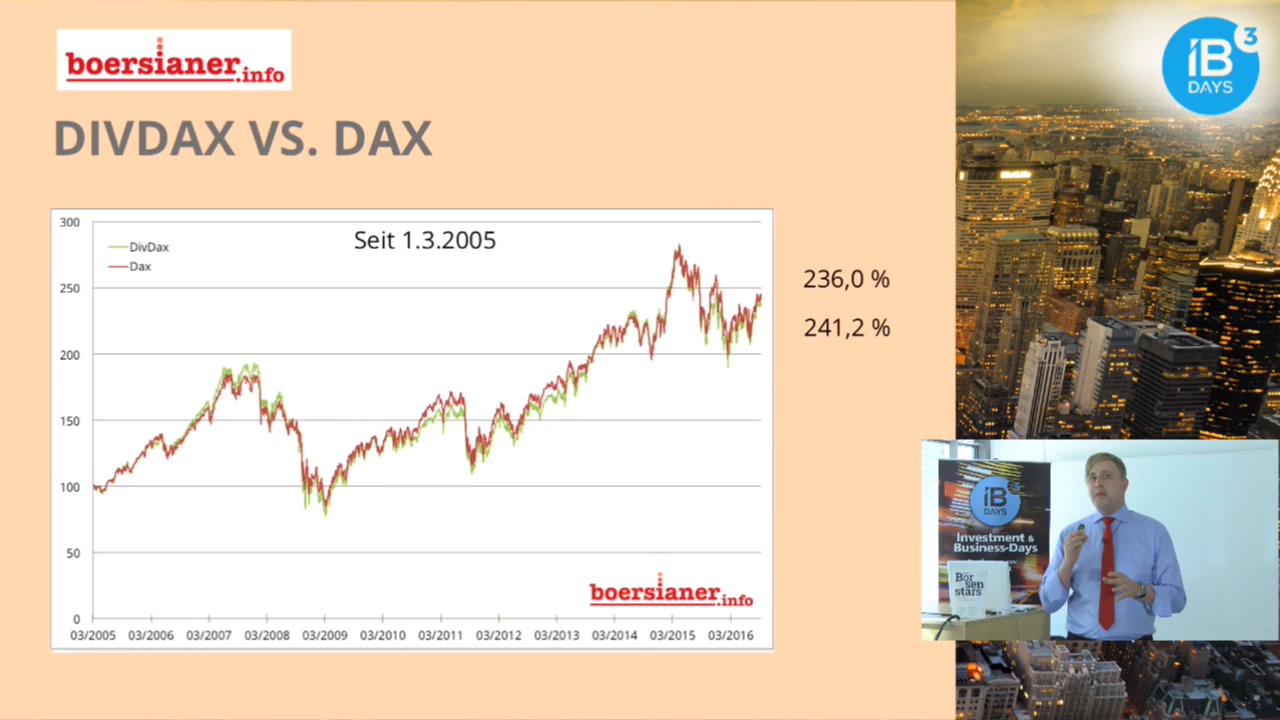 boersianer.info
iB³
DAYS
DIVDAX VS. DAX
300
250
200
150
100
50
0
DivDax
Dax
Seit 1.3.2005
236,0 %
241,2 %
boersianer.info
03/2005 03/2006 03/2007 03/2008 03/2009 03/2010 03/2011 03/2012 03/2013 03/2014 03/2015 03/2016
iB³
DAYS
Investment &
Business-Days
Bör
sen
stars